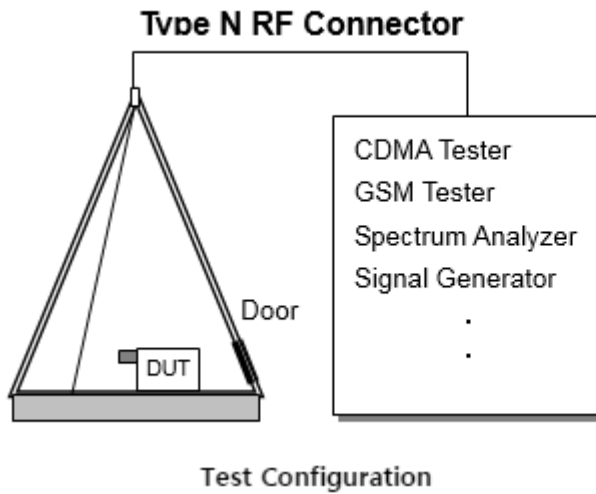 Type N RF Connector
CDMA Tester
GSM Tester
Spectrum Analyzer
Signal Generator
.
.
Door
DUT
Test Configuration